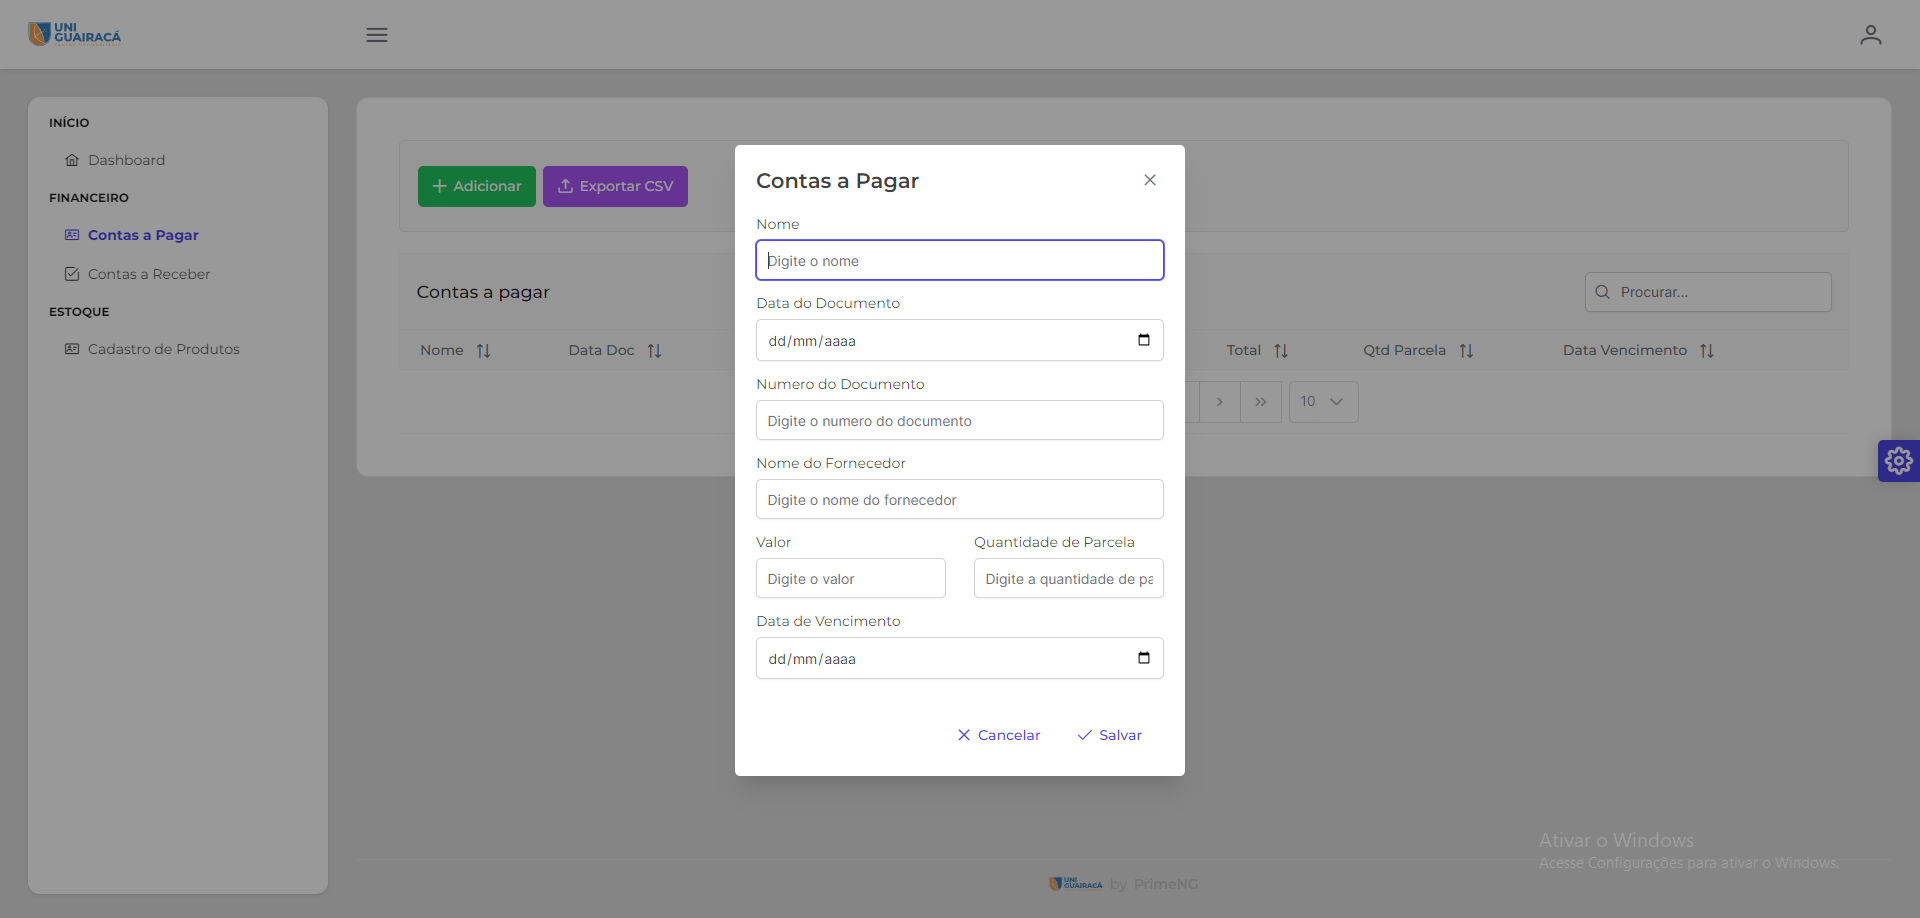 UNI
GUAIRACÁ
INÍCIO
Dashboard
FINANCEIRO
Contas a Pagar
Contas a Receber
ESTOQUE
Cadastro de Produtos
Adicionar
Exportar CSV
Contas a pagar
Procurar...
Nome
Data Doc
Total
Qtd Parcela
Data Vencimento
10
Contas a Pagar
Nome
Digite o nome
Data do Documento
dd/mm/aaaa
Numero do Documento
Digite o numero do documento
Nome do Fornecedor
Digite o nome do fornecedor
Valor
Quantidade de Parcela
Digite o valor
Digite a quantidade de pa
Data de Vencimento
dd/mm/aaaa
Cancelar
Salvar
Ativar o Windows
Acesse Configurações para ativar o Windows.
UNI
GUAIRACÁ
by PrimeNG